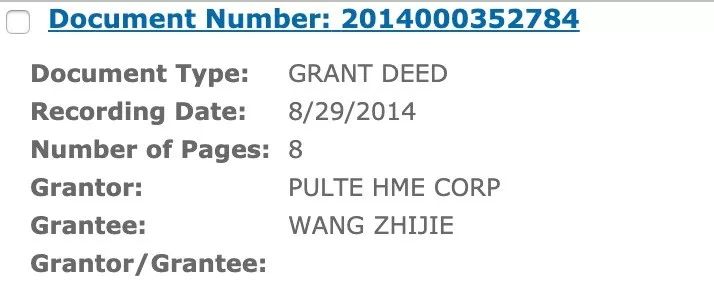 Document Number: 2014000352784
Document Type: GRANT DEED
Recording Date: 8/29/2014
Number of Pages: 8
Grantor: PULTE HME CORP
Grantee: WANG ZHIJIE
Grantor/Grantee: